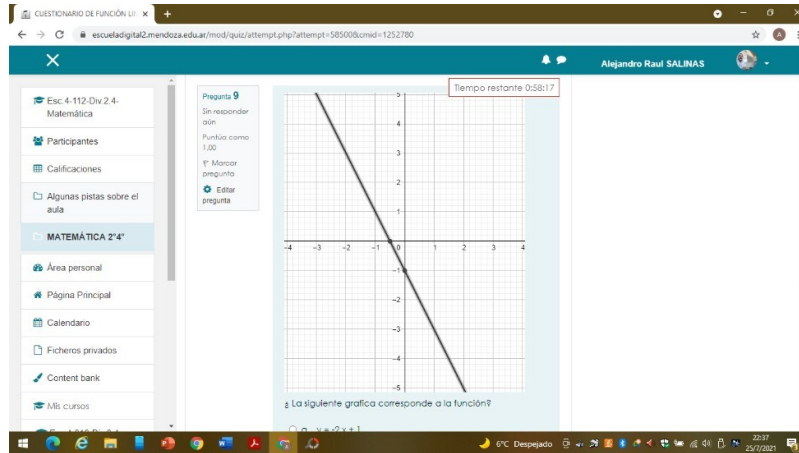 CUESTIONARIO DE FUNCIÓN LIN
escueladigital2.mendoza.edu.ar/mod/quiz/attempt.php?attempt=58500&cmid=1252780
A
Alejandro Raul SALINAS
Tiempo restante 0:58:17
Esc.4-112-Div.2.4-
Matemática
Participantes
Calificaciones
Algunas pistas sobre el
aula
MATEMÁTICA 2°4°
Área personal
Página Principal
Calendario
Ficheros privados
Content bank
Mis cursos
Pregunta 9
Sin responder
aún
Puntúa como
1,00
Marcar
pregunta
Editar
pregunta
5
4
3
2
1
-4 -3 -2 -1 0 1 2 3 4
-1
-2
-3
-4
-5
¿ La siguiente grafica corresponde a la función?
a. y = -2 x + 1
6°C Despejado
22:37
25/7/2021